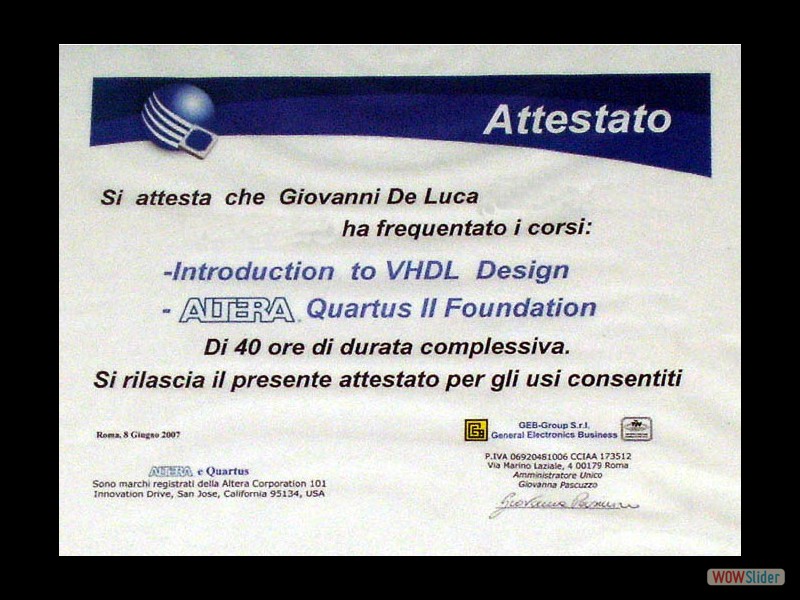 Attestato
Si attesta che Giovanni De Luca
ha frequentato i corsi:
-Introduction to VHDL Design
- ALTERA Quartus II Foundation
Di 40 ore di durata complessiva.
Si rilascia il presente attestato per gli usi consentiti
Roma, 8 Giugno 2007
GEB-Group S.r.l.
General Electronics Business
P.IVA 06920481006 CCIAA 173512
Via Marino Laziale, 4 00179 Roma
Amministratore Unico
Giovanna Pascuzzo
ALTERA e Quartus
Sono marchi registrati della Altera Corporation 101
Innovation Drive, San Jose, California 95134, USA
WOWSlider